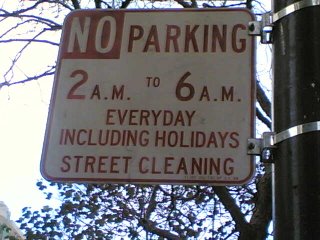 NO PARKING
2 A.M. TO 6 A.M.
EVERYDAY
INCLUDING HOLIDAYS
STREET CLEANING